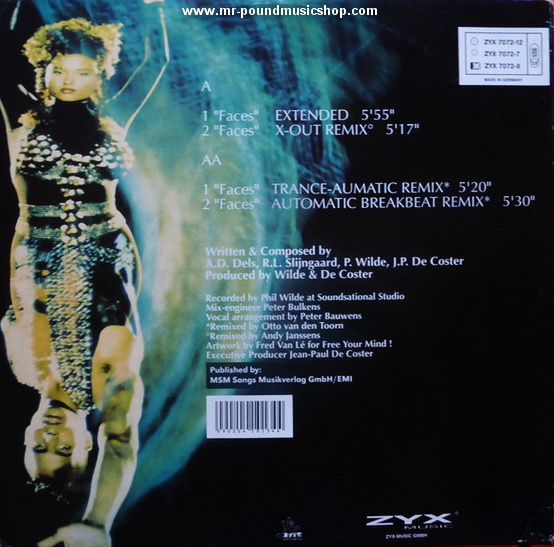 www.mr-poundmusicshop.com
ZYX 7072-12
ZYX 7072-7
ZYX 7072-8
MADE IN GERMANY
A
1 "Faces" EXTENDED 5'55"
2 "Faces" X-OUT REMIX° 5'17"
AA
1 "Faces" TRANCE-AUMATIC REMIX* 5'20"
2 "Faces" AUTOMATIC BREAKBEAT REMIX* 5'30"
Written & Composed by
A.D. Dels, R.L. Slijngaard, P. Wilde, J.P. De Coster
Produced by Wilde & De Coster
Recorded by Phil Wilde at Soundsational Studio
Mix-engineer Peter Bulkens
Vocal arrangement by Peter Bauwens
*Remixed by Otto van den Toorn
°Remixed by Andy Janssens
Artwork by Fred Van Lé for Free Your Mind !
Executive Producer Jean-Paul De Coster
Published by:
MSM Songs Musikverlog GmbH/EMI
ZYX
MUSIC
ZYX-MUSIC GMBH